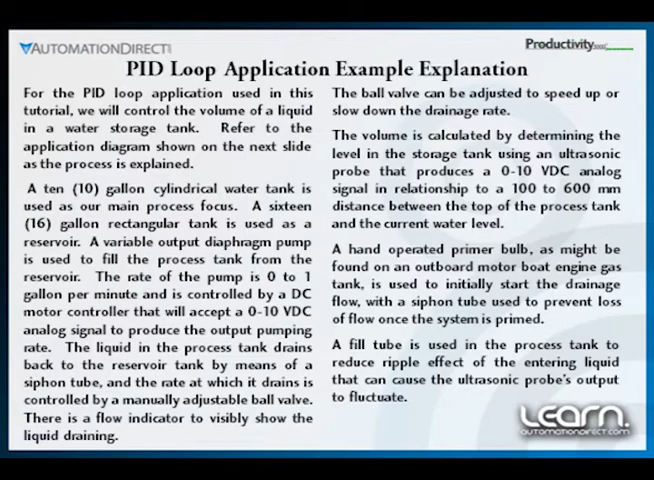 AUTOMATIONDIRECT
Productivity3000
PID Loop Application Example Explanation
For the PID loop application used in this
tutorial, we will control the volume of a liquid
in a water storage tank. Refer to the
application diagram shown on the next slide
as the process is explained.
A ten (10) gallon cylindrical water tank is
used as our main process focus. A sixteen
(16) gallon rectangular tank is used as a
reservoir. A variable output diaphragm pump
is used to fill the process tank from the
reservoir. The rate of the pump is 0 to 1
gallon per minute and is controlled by a DC
motor controller that will accept a 0-10 VDC
analog signal to produce the output pumping
rate. The liquid in the process tank drains
back to the reservoir tank by means of a
siphon tube, and the rate at which it drains is
controlled by a manually adjustable ball valve.
There is a flow indicator to visibly show the
liquid draining.
The ball valve can be adjusted to speed up or
slow down the drainage rate.
The volume is calculated by determining the
level in the storage tank using an ultrasonic
probe that produces a 0-10 VDC analog
signal in relationship to a 100 to 600 mm
distance between the top of the process tank
and the current water level.
A hand operated primer bulb, as might be
found on an outboard motor boat engine gas
tank, is used to initially start the drainage
flow, with a siphon tube used to prevent loss
of flow once the system is primed.
A fill tube is used in the process tank to
reduce ripple effect of the entering liquid
that can cause the ultrasonic probe's output
to fluctuate.
LEARN.
AUTOMATIONDIRECT.COM